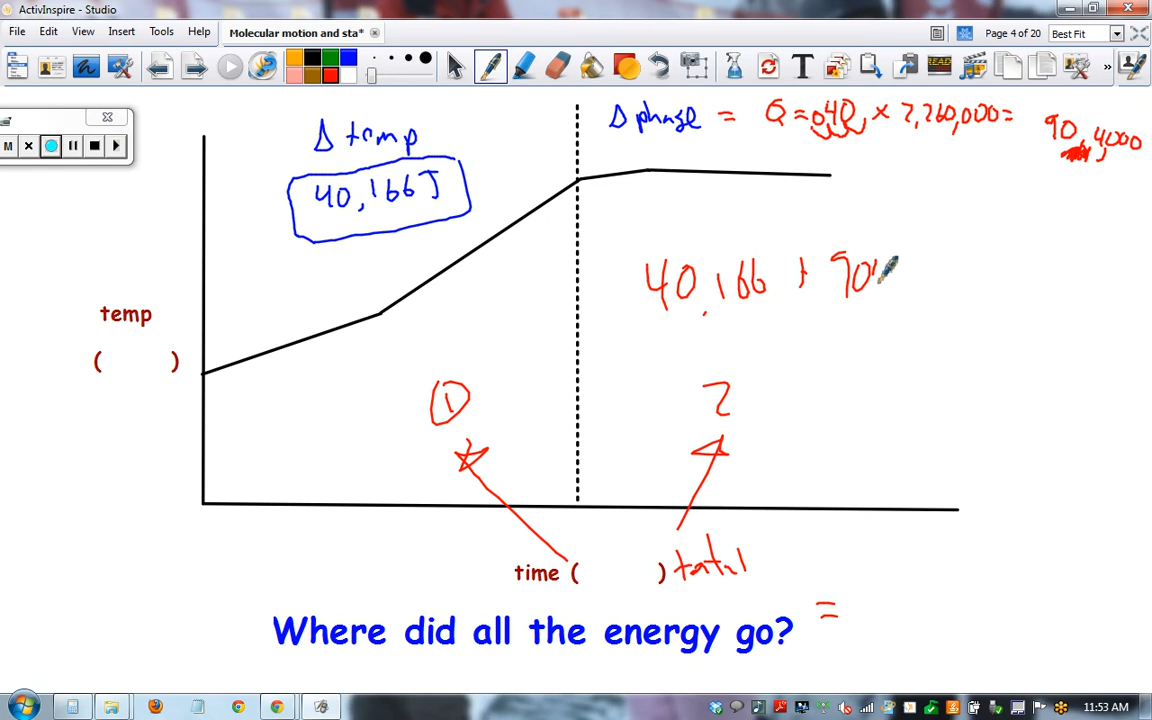 ActivInspire - Studio
File Edit View Insert Tools Help
Molecular motion and sta*
Page 4 of 20
Best Fit
M
Δ temp
40,166 J
Δ phase = Q = .040 × 2,260,000 =
90,4000
40,166 + 90
temp
( )
1
2
time ( )
total
Where did all the energy go? =
11:53 AM